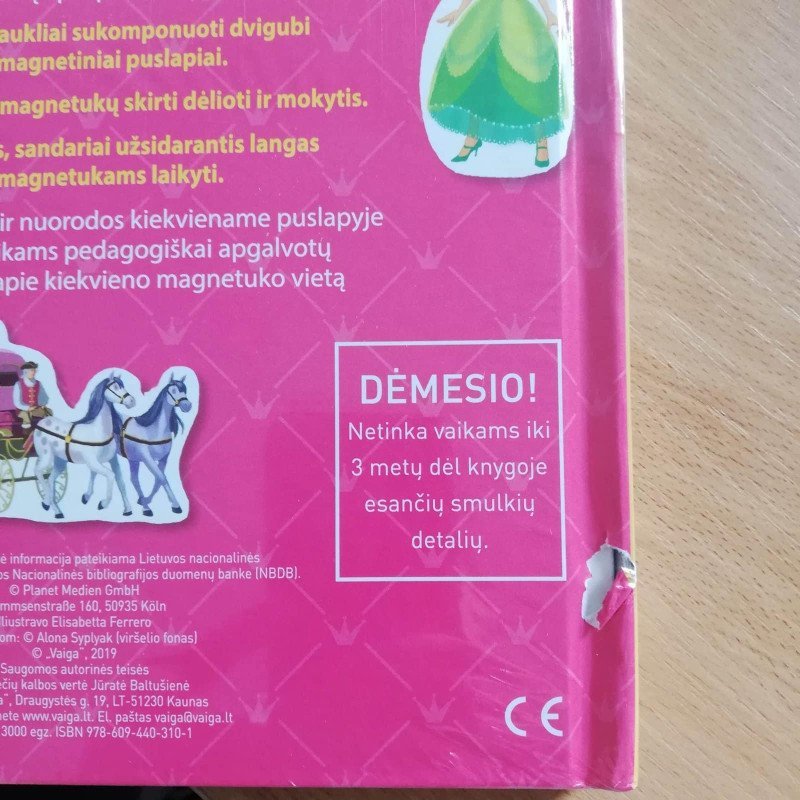 aukliai sukomponuoti dvigubi
magnetiniai puslapiai.
magnetukų skirti dėlioti ir mokytis.
s, sandariai užsidarantis langas
magnetukams laikyti.
ir nuorodos kiekviename puslapyje
ikams pedagogiškai apgalvotų
apie kiekvieno magnetuko vietą
DĖMESIO!
Netinka vaikams iki
3 metų dėl knygoje
esančių smulkių
detalių.
ė informacija pateikiama Lietuvos nacionalinės
os Nacionalinės bibliografijos duomenų banke (NBDB).
© Planet Medien GmbH
mmsenstraße 160, 50935 Köln
Iliustravo Elisabetta Ferrero
om: © Alona Syplyak (viršelio fonas)
© „Vaiga", 2019
Saugomos autorinės teisės
čių kalbos vertė Jūratė Baltušienė
a", Draugystės g. 19, LT-51230 Kaunas
nete www.vaiga.lt. El. paštas vaiga@vaiga.lt
3000 egz. ISBN 978-609-440-310-1
CE